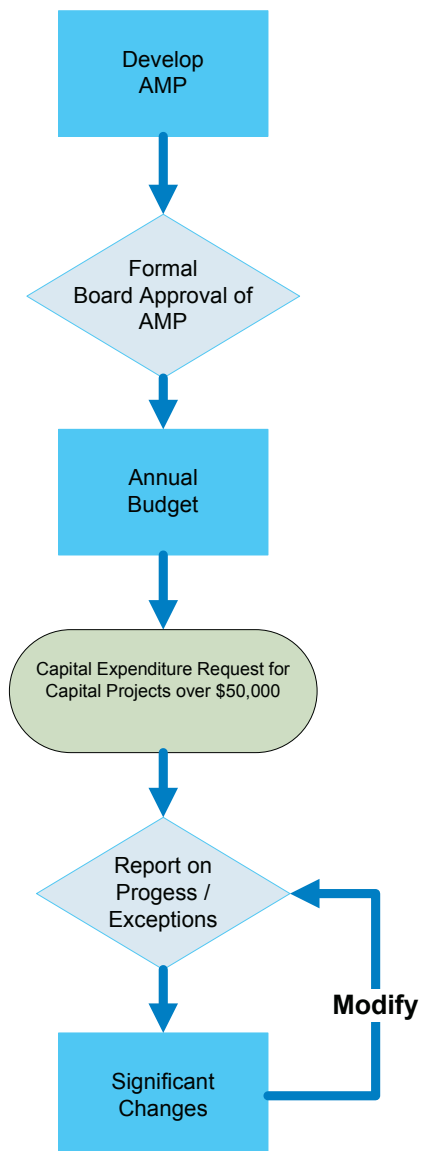 Develop
AMP
Formal
Board Approval of
AMP
Annual
Budget
Capital Expenditure Request for
Capital Projects over $50,000
Report on
Progess /
Exceptions
Modify
Significant
Changes